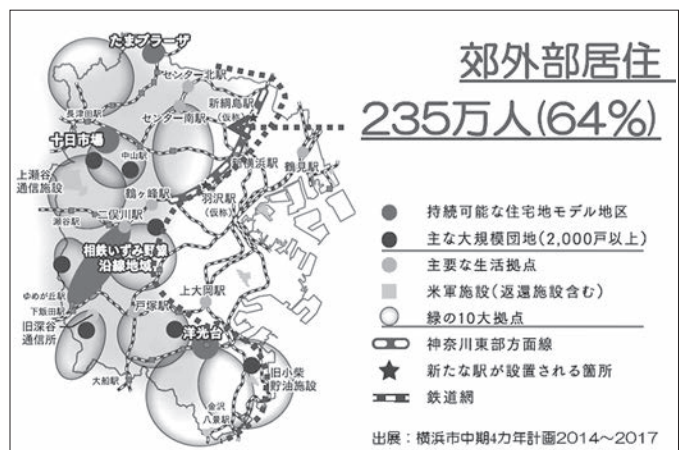 郊外部居住
235万人(64%)
たまプラーザ
センター北駅
新綱島駅
(仮称)
センター南駅
長津田駅
十日市場
中山駅
新横浜駅
鶴見駅
上瀬谷
通信施設
鶴ヶ峰駅
羽沢駅
(仮称)
瀬谷駅
二俣川駅
相鉄いずみ野線
沿線地域
ゆめが丘駅
下飯田駅
戸塚駅
上大岡駅
旧深谷
通信所
洋光台
大船駅
旧小柴
貯油施設
金沢
八景駅
持続可能な住宅地モデル地区
主な大規模団地(2,000戸以上)
主要な生活拠点
米軍施設(返還施設含む)
緑の10大拠点
神奈川東部方面線
新たな駅が設置される箇所
鉄道網
出展:横浜市中期4カ年計画2014~2017